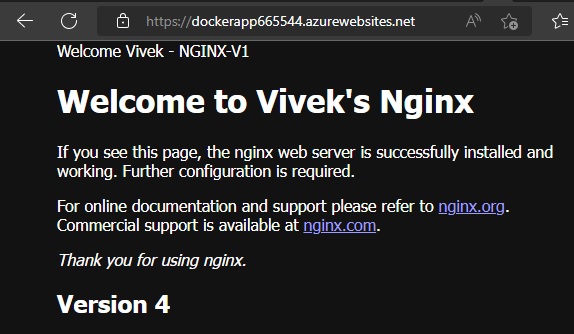 https://dockerapp665544.azurewebsites.net
Welcome Vivek - NGINX-V1
Welcome to Vivek's Nginx
If you see this page, the nginx web server is successfully installed and
working. Further configuration is required.
For online documentation and support please refer to nginx.org.
Commercial support is available at nginx.com.
Thank you for using nginx.
Version 4